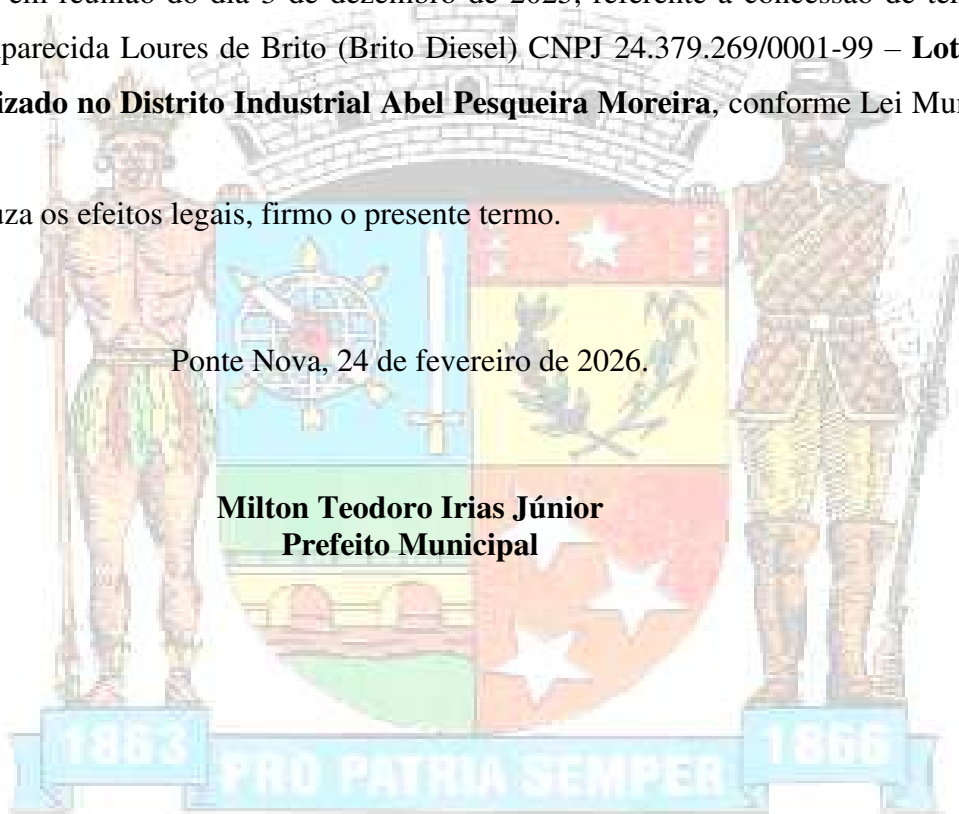 em reunião do dia 5 de dezembro de 2025, referente à concessão de
parecida Loures de Brito (Brito Diesel) CNPJ 24.379.269/0001-99 – Lot
izado no Distrito Industrial Abel Pesqueira Moreira, conforme Lei Mu
uza os efeitos legais, firmo o presente termo.
Ponte Nova, 24 de fevereiro de 2026.
Milton Teodoro Irias Júnior
Prefeito Municipal
1863 PRO PATRIA SEMPER 1866